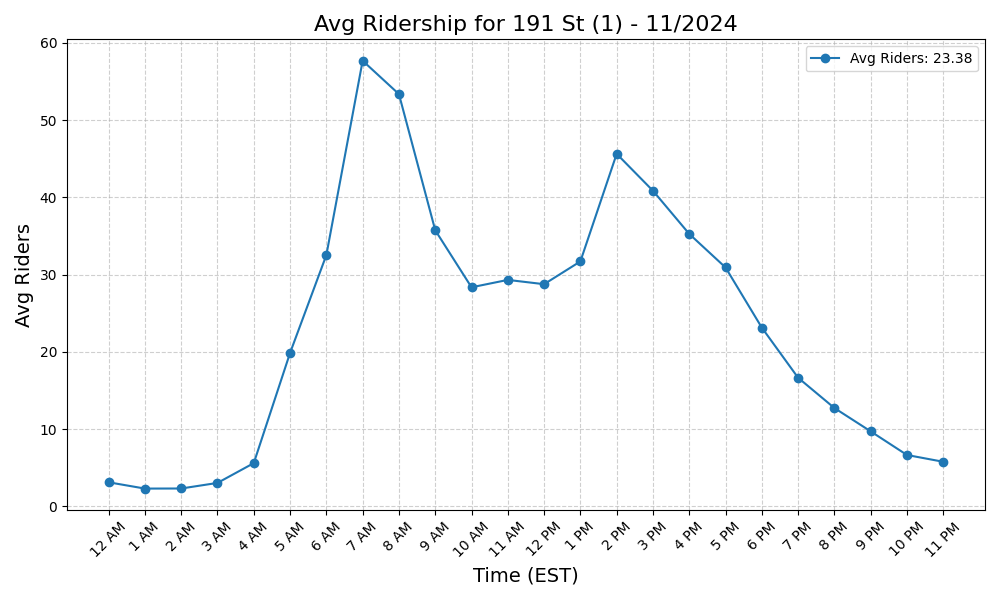 Avg Ridership for 191 St (1) - 11/2024
Avg Riders: 23.38
Avg Riders
60
50
40
30
20
10
0
12 AM
1 AM
2 AM
3 AM
4 AM
5 AM
6 AM
7 AM
8 AM
9 AM
10 AM
11 AM
12 PM
1 PM
2 PM
3 PM
4 PM
5 PM
6 PM
7 PM
8 PM
9 PM
10 PM
11 PM
Time (EST)